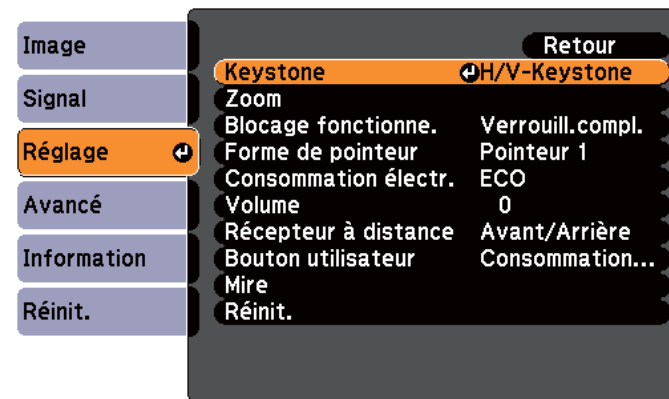 Image
Signal
Réglage
Avancé
Information
Réinit.
Retour
Keystone H/V-Keystone
Zoom
Blocage fonctionne. Verrouill.compl.
Forme de pointeur Pointeur 1
Consommation électr. ECO
Volume 0
Récepteur à distance Avant/Arrière
Bouton utilisateur Consommation...
Mire
Réinit.